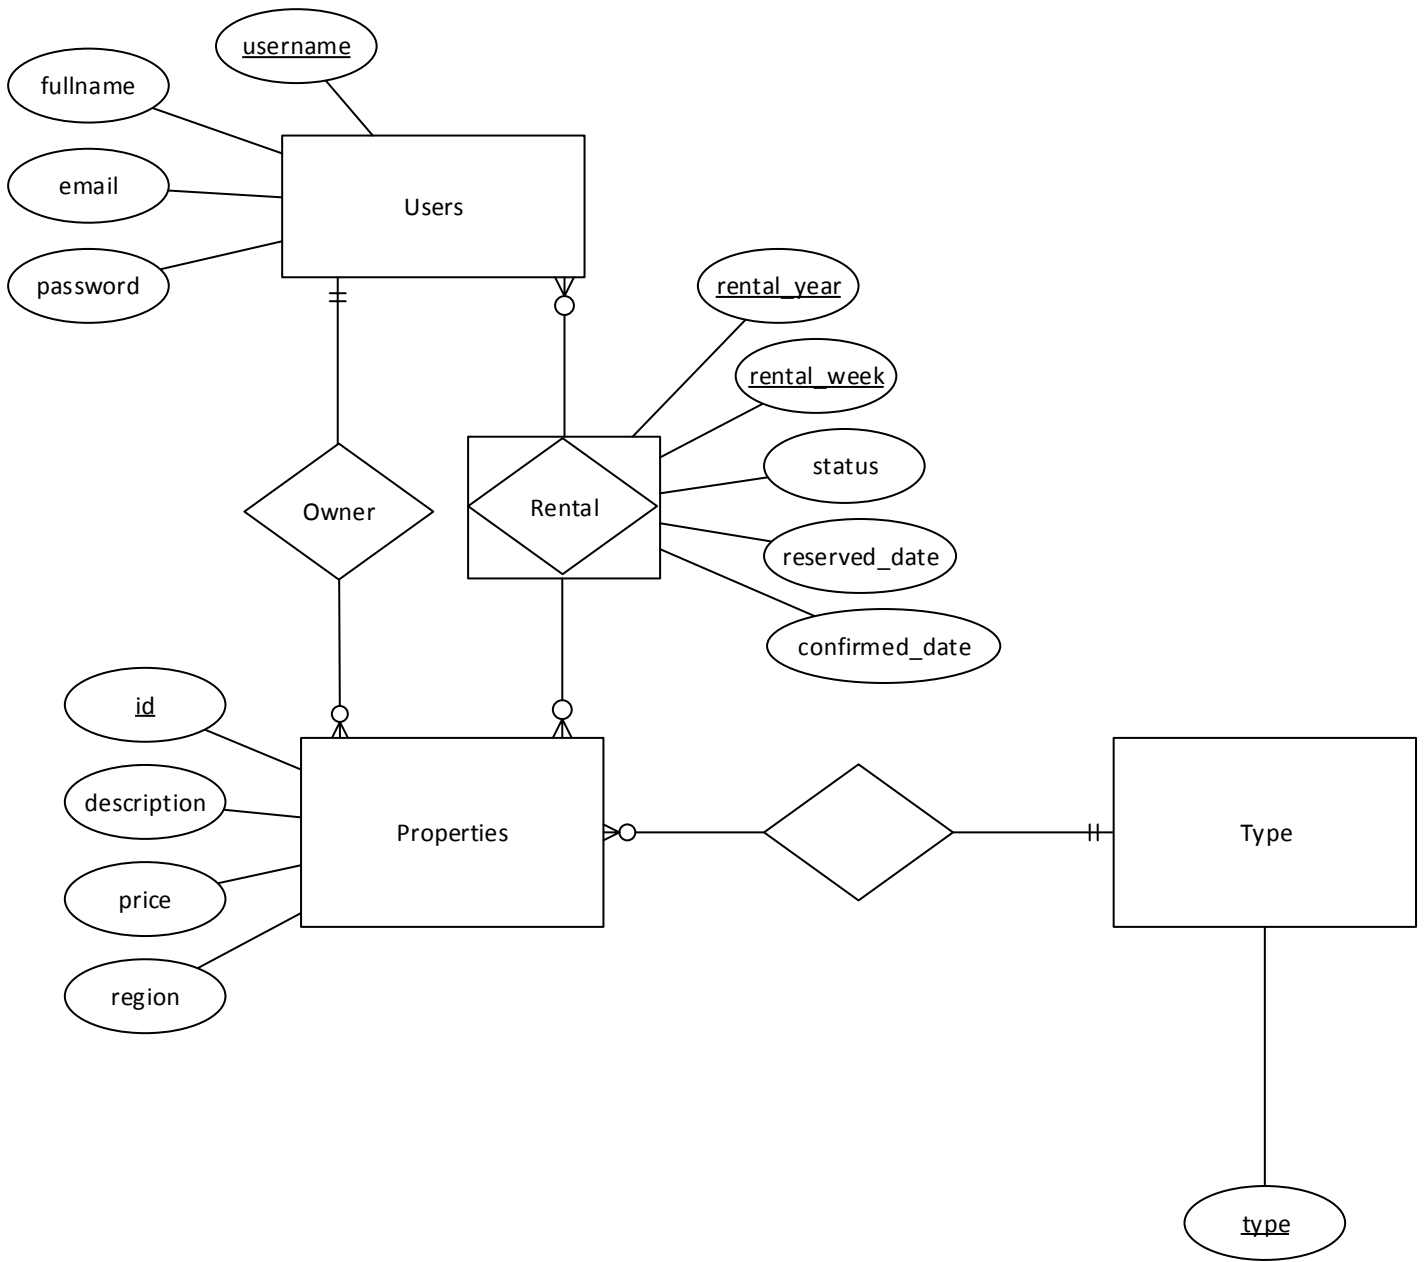 username
fullname
email
password
Users
rental_year
rental_week
status
reserved_date
confirmed_date
Owner
Rental
id
description
price
region
Properties
Type
type